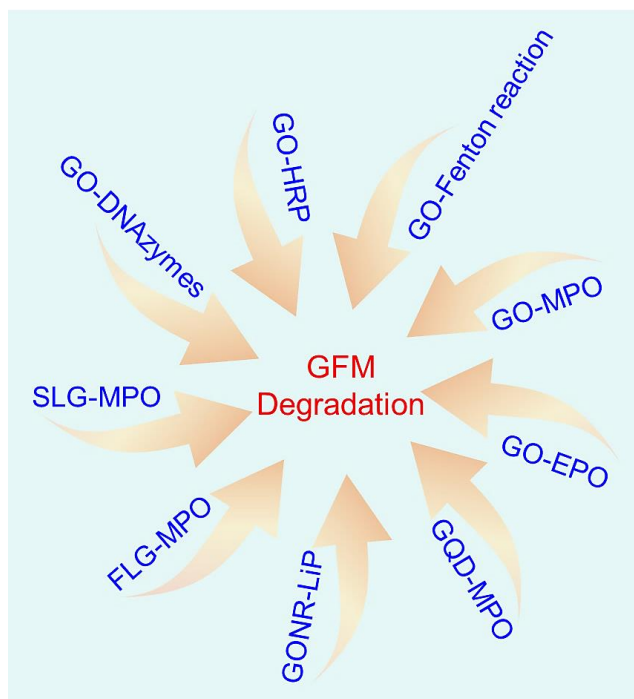 GO-Fenton reaction
GO-HRP
GO-DNAzymes
GO-MPO
GFM
Degradation
SLG-MPO
GO-EPO
FLG-MPO
GQD-MPO
GONR-LiP